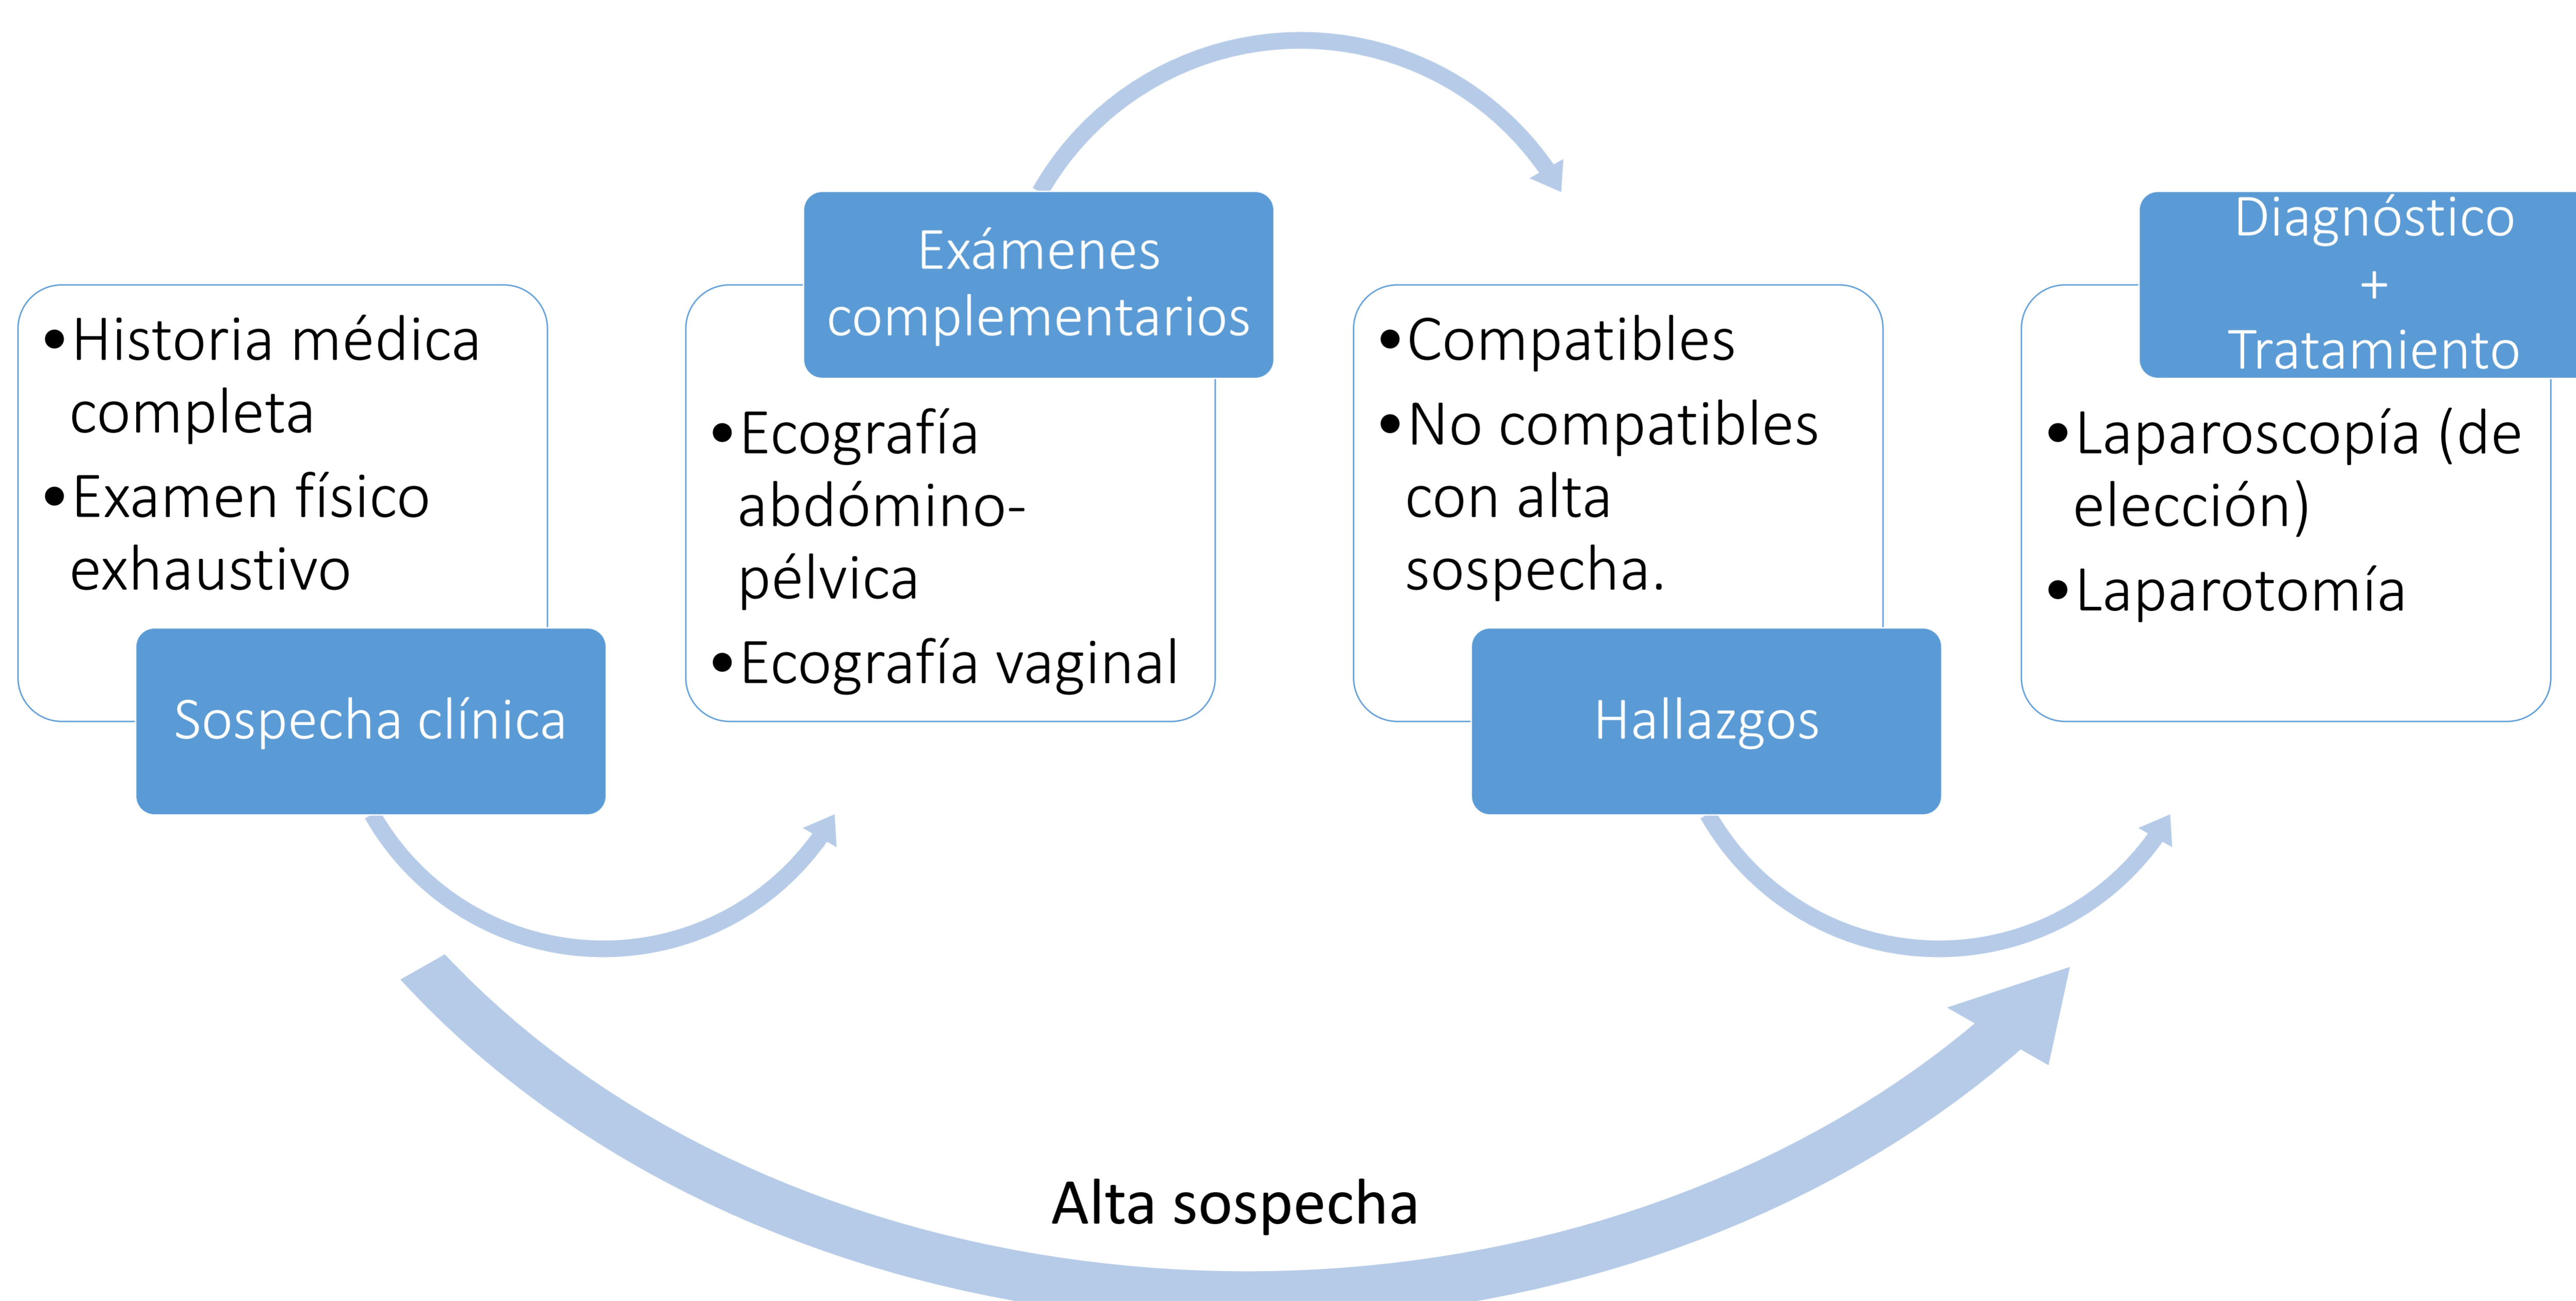 •Historia médica
completa
•Examen físico
exhaustivo
Sospecha clínica
Exámenes
complementarios
•Ecografía
abdómino-
pélvica
•Ecografía vaginal
•Compatibles
•No compatibles
con alta
sospecha.
Hallazgos
Diagnóstico
+
Tratamiento
•Laparoscopía (de
elección)
•Laparotomía
Alta sospecha